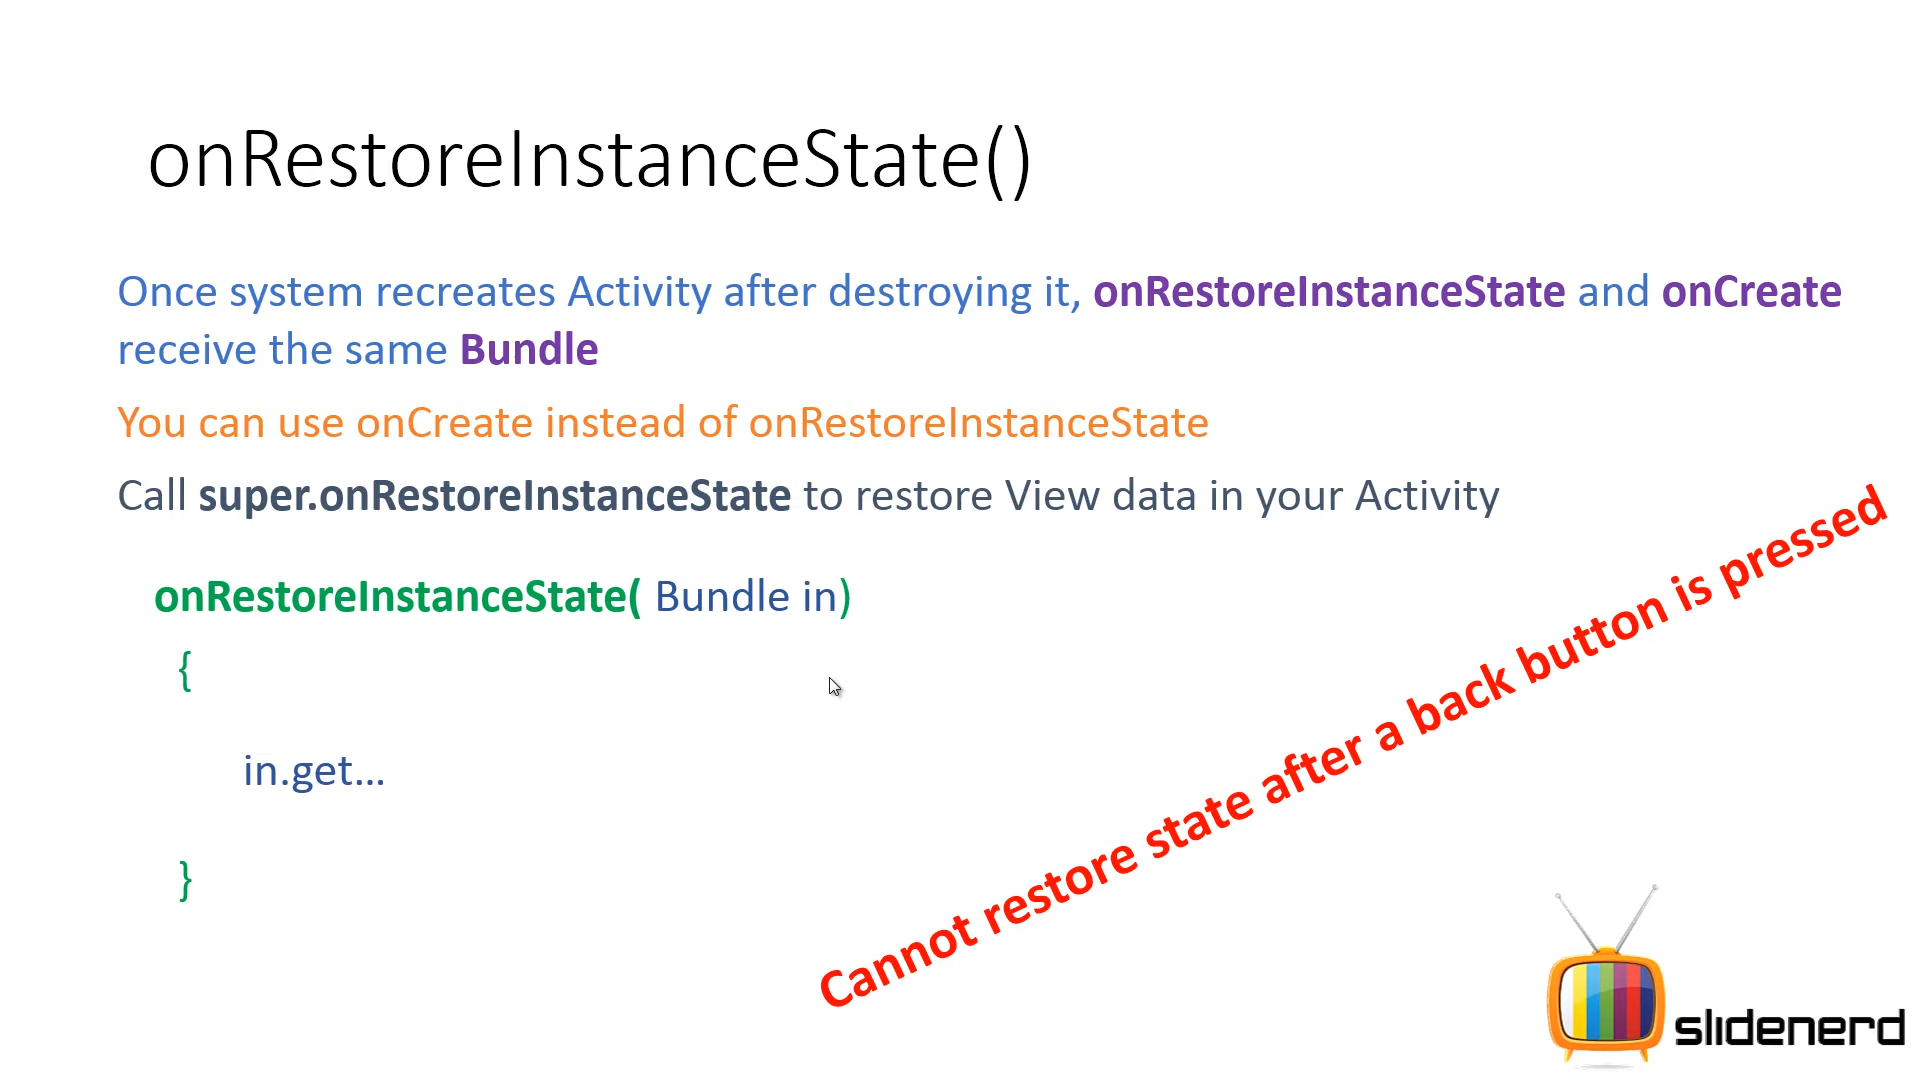 onRestoreInstanceState()
Once system recreates Activity after destroying it, onRestoreInstanceState and onCreate
receive the same Bundle
You can use onCreate instead of onRestoreInstanceState
Call super.onRestoreInstanceState to restore View data in your Activity
onRestoreInstanceState( Bundle in)
{
in.get…
}
Cannot restore state after a back button is pressed
slidenerd